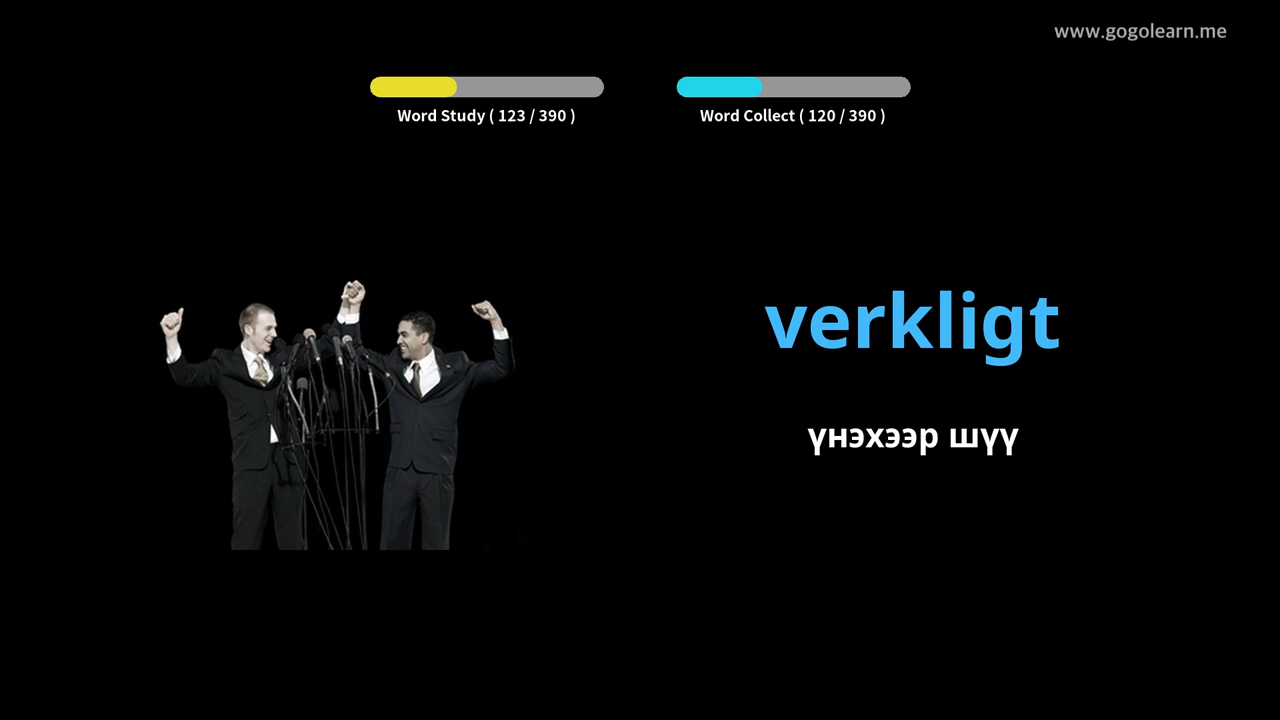 www.gogolearn.me
Word Study ( 123 / 390 )
Word Collect ( 120 / 390 )
verkligt
үнэхээр шүү